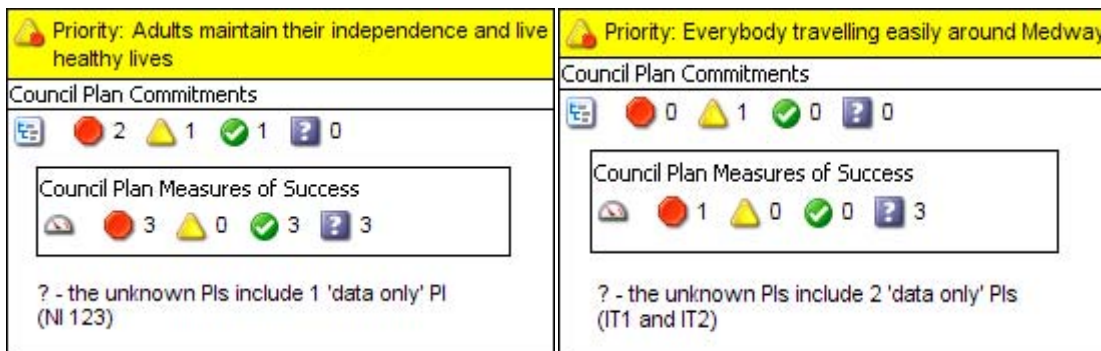 Priority: Adults maintain their independence and live
healthy lives
Council Plan Commitments
2 1 1 0
Council Plan Measures of Success
3 0 3 ? 3
? - the unknown PIs include 1 'data only' PI
(NI 123)
Priority: Everybody travelling easily around Medway
Council Plan Commitments
0 1 0 ? 0
Council Plan Measures of Success
1 0 0 ? 3
? - the unknown PIs include 2 'data only' PIs
(IT1 and IT2)